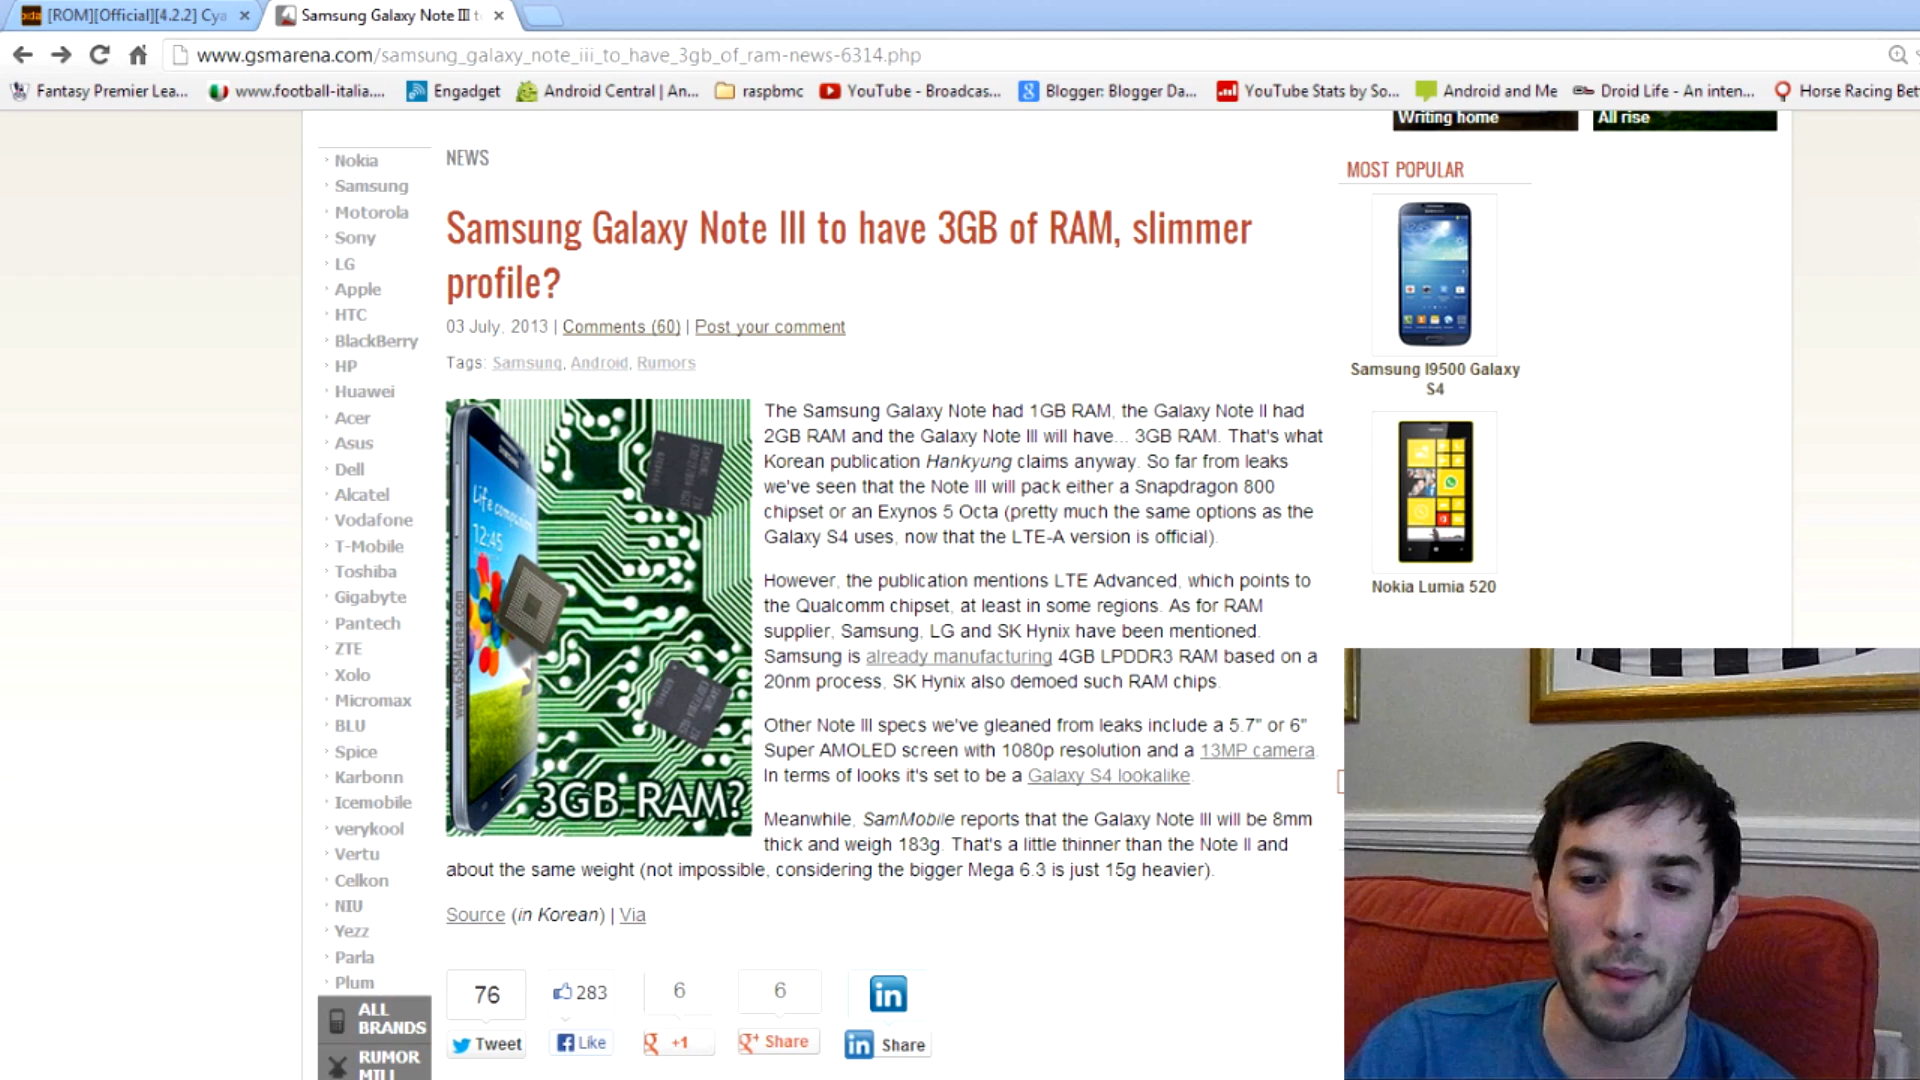 [ROM][Official][4.2.2] Cya
Samsung Galaxy Note III t
www.gsmarena.com/samsung_galaxy_note_iii_to_have_3gb_of_ram-news-6314.php
Fantasy Premier Lea...
www.football-italia....
Engadget
Android Central | An...
raspbmc
YouTube - Broadcas...
Blogger: Blogger Da...
YouTube Stats by So...
Android and Me
Droid Life - An inten...
Horse Racing Bet
Writing home
All rise
Nokia
Samsung
Motorola
Sony
LG
Apple
HTC
BlackBerry
HP
Huawei
Acer
Asus
Dell
Alcatel
Vodafone
T-Mobile
Toshiba
Gigabyte
Pantech
ZTE
Xolo
Micromax
BLU
Spice
Karbonn
Icemobile
verykool
Vertu
Celkon
NIU
Yezz
Parla
Plum
ALL
BRANDS
RUMOR
MILL
NEWS
Samsung Galaxy Note III to have 3GB of RAM, slimmer
profile?
03 July, 2013 | Comments (60) | Post your comment
Tags: Samsung, Android, Rumors
Life companion
12:45
www.GSMArena.com
3GB RAM?
The Samsung Galaxy Note had 1GB RAM, the Galaxy Note II had
2GB RAM and the Galaxy Note III will have... 3GB RAM. That's what
Korean publication Hankyung claims anyway. So far from leaks
we've seen that the Note III will pack either a Snapdragon 800
chipset or an Exynos 5 Octa (pretty much the same options as the
Galaxy S4 uses, now that the LTE-A version is official).
However, the publication mentions LTE Advanced, which points to
the Qualcomm chipset, at least in some regions. As for RAM
supplier, Samsung, LG and SK Hynix have been mentioned.
Samsung is already manufacturing 4GB LPDDR3 RAM based on a
20nm process, SK Hynix also demoed such RAM chips.
Other Note III specs we've gleaned from leaks include a 5.7" or 6"
Super AMOLED screen with 1080p resolution and a 13MP camera.
In terms of looks it's set to be a Galaxy S4 lookalike.
Meanwhile, SamMobile reports that the Galaxy Note III will be 8mm
thick and weigh 183g. That's a little thinner than the Note II and
about the same weight (not impossible, considering the bigger Mega 6.3 is just 15g heavier).
Source (in Korean) | Via
76
283
6
6
Tweet
Like
+1
Share
Share
MOST POPULAR
Samsung I9500 Galaxy
S4
Nokia Lumia 520